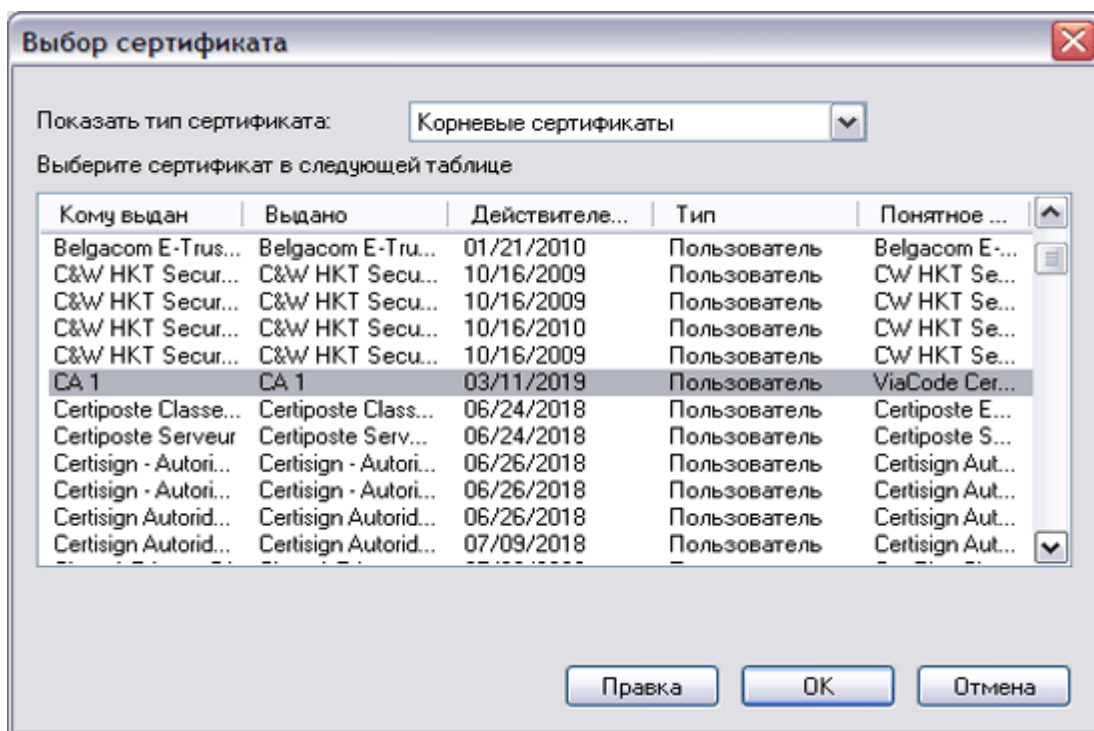 Выбор сертификата
Показать тип сертификата: Корневые сертификаты
Выберите сертификат в следующей таблице
Кому выдан Выдано Действителе... Тип Понятное ...
Belgacom E-Trus... Belgacom E-Tru... 01/21/2010 Пользователь Belgacom E-...
C&W HKT Secur... C&W HKT Secu... 10/16/2009 Пользователь CW HKT Se...
C&W HKT Secur... C&W HKT Secu... 10/16/2009 Пользователь CW HKT Se...
C&W HKT Secur... C&W HKT Secu... 10/16/2010 Пользователь CW HKT Se...
C&W HKT Secur... C&W HKT Secu... 10/16/2009 Пользователь CW HKT Se...
CA 1 CA 1 03/11/2019 Пользователь ViaCode Cer...
Certiposte Classe... Certiposte Class... 06/24/2018 Пользователь Certiposte E...
Certiposte Serveur Certiposte Serv... 06/24/2018 Пользователь Certiposte S...
Certisign - Autori... Certisign - Autori... 06/26/2018 Пользователь Certisign Aut...
Certisign - Autori... Certisign - Autori... 06/26/2018 Пользователь Certisign Aut...
Certisign Autorid... Certisign Autorid... 06/26/2018 Пользователь Certisign Aut...
Certisign Autorid... Certisign Autorid... 07/09/2018 Пользователь Certisign Aut...
Правка OK Отмена